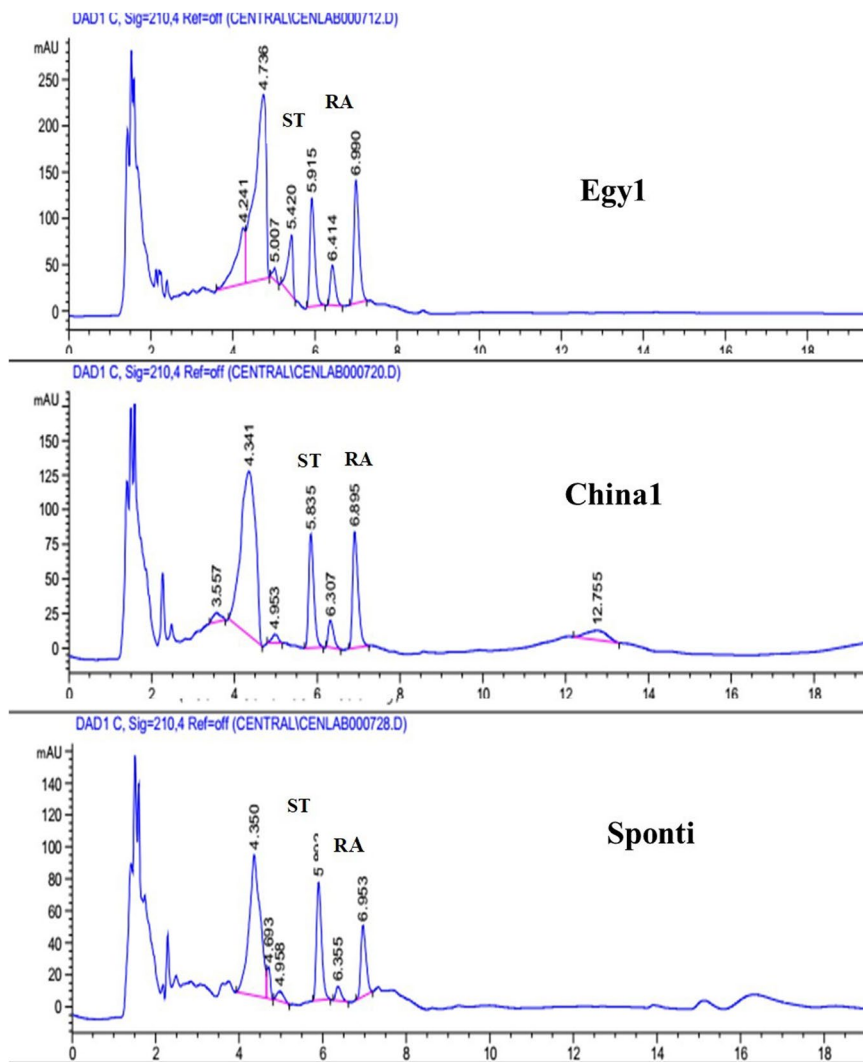 DAD1 C, Sig=210,4 Ref=off (CENTRAL\CENLAB000712.D)
mAU
250
200
150
100
50
0
4.241
4.736
5.007
5.420
ST
5.915
RA
6.414
6.990
Egy1
0 2 4 6 8 10 12 14 16 18
DAD1 C, Sig=210,4 Ref=off (CENTRAL\CENLAB000720.D)
mAU
150
125
100
75
50
25
0
3.557
4.341
4.953
ST
5.835
RA
6.307
6.895
China1
12.755
0 2 4 6 8 10 12 14 16 18
DAD1 C, Sig=210,4 Ref=off (CENTRAL\CENLAB000728.D)
mAU
140
120
100
80
60
40
20
0
4.350
4.693
4.958
ST
RA
6.355
6.953
Sponti
0 2 4 6 8 10 12 14 16 18